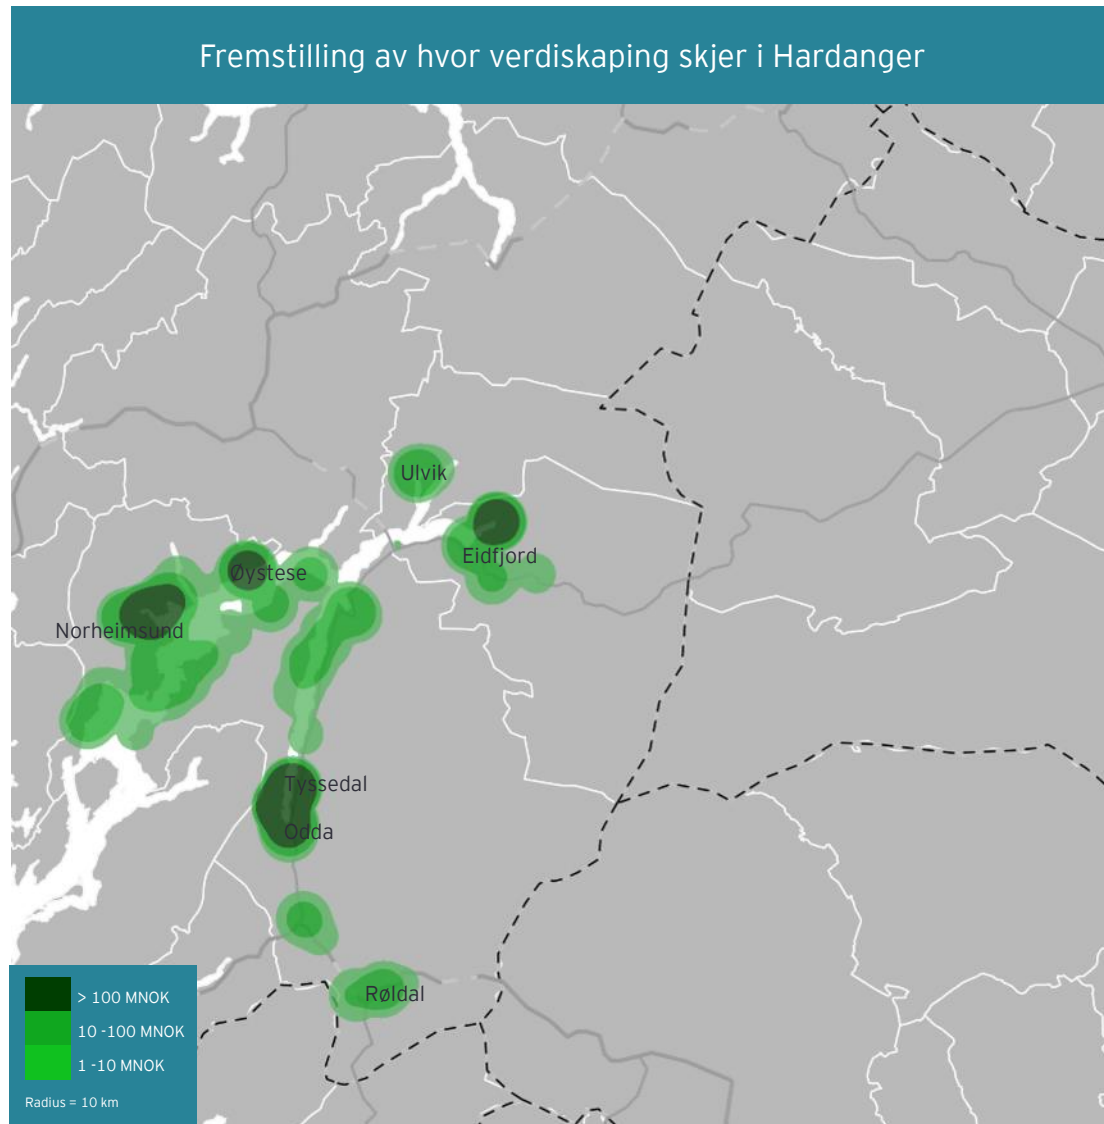 Fremstilling av hvor verdiskaping skjer i Hardanger
Ulvik
Eidfjord
Øystese
Norheimsund
Tyssedal
Odda
Røldal
> 100 MNOK
10 -100 MNOK
1 -10 MNOK
Radius = 10 km